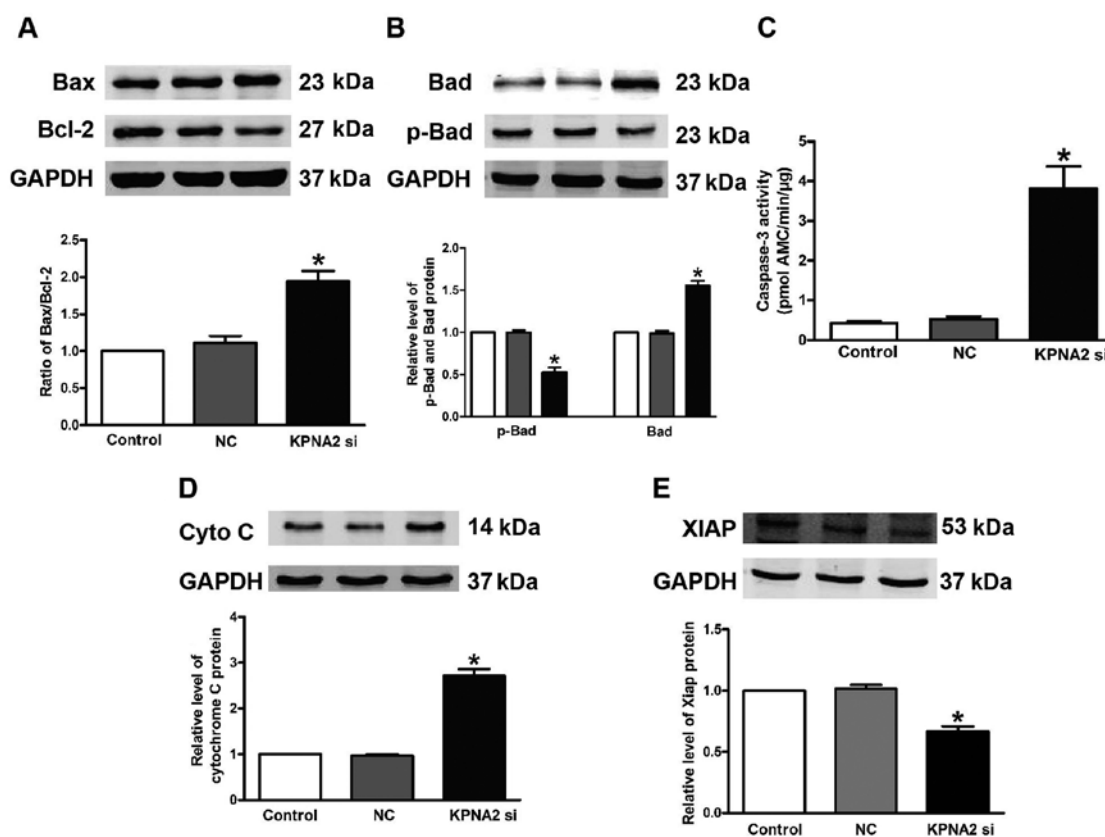 A
Bax
23 kDa
Bcl-2
27 kDa
GAPDH
37 kDa
Ratio of Bax/Bcl-2
2.5
2.0
1.5
1.0
0.5
0.0
*
Control
NC
KPNA2 si
B
Bad
23 kDa
p-Bad
23 kDa
GAPDH
37 kDa
Relative level of
p-Bad and Bad protein
2.0
1.5
1.0
0.5
0.0
*
*
p-Bad
Bad
C
Caspase-3 activity
(pmol AMC/min/μg)
5
4
3
2
1
0
*
Control
NC
KPNA2 si
D
Cyto C
14 kDa
GAPDH
37 kDa
Relative level of
cytochrome C protein
4
3
2
1
0
*
Control
NC
KPNA2 si
E
XIAP
53 kDa
GAPDH
37 kDa
Relative level of Xiap protein
1.5
1.0
0.5
0.0
*
Control
NC
KPNA2 si